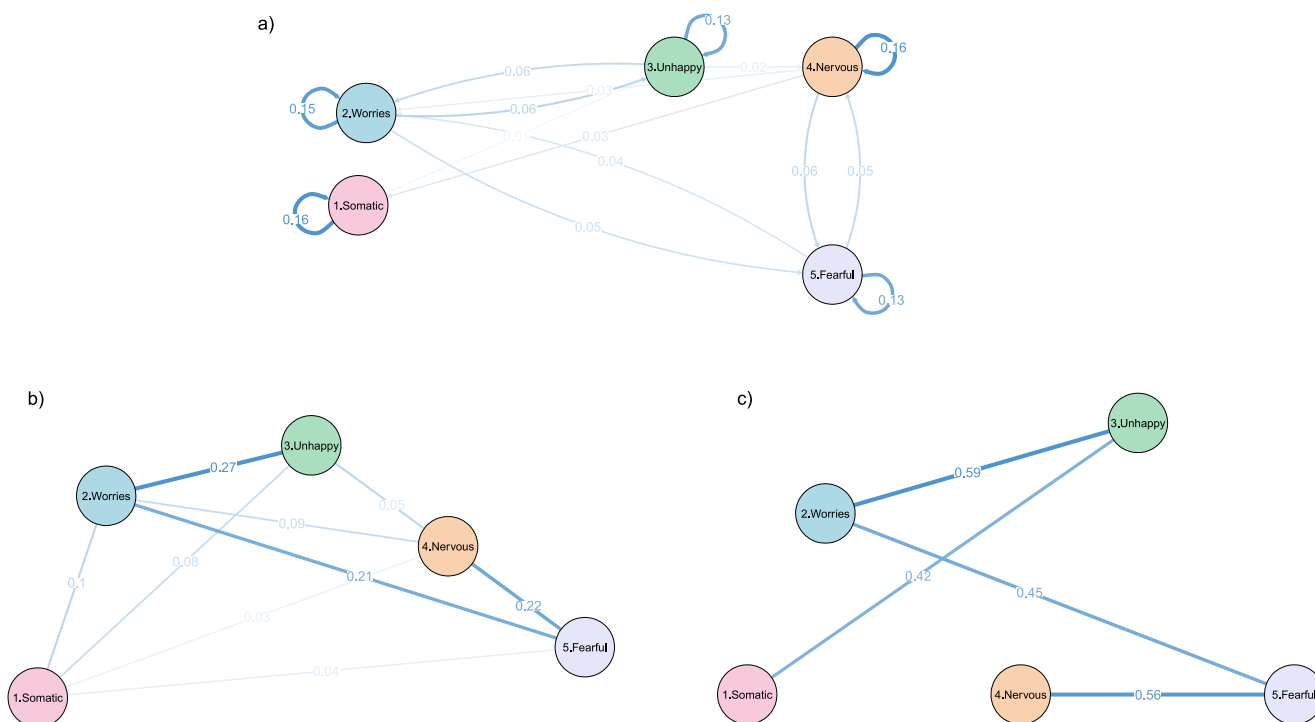 a)
0.13
3.Unhappy
0.02
4.Nervous
0.16
0.06
0.03
0.15
2.Worries
0.06
0.01
0.03
0.04
0.06
0.05
1.Somatic
0.16
0.05
5.Fearful
0.13
b)
3.Unhappy
0.27
2.Worries
0.05
0.09
4.Nervous
0.08
0.1
0.21
0.22
0.03
5.Fearful
0.04
1.Somatic
c)
3.Unhappy
0.59
2.Worries
0.42
0.45
1.Somatic
4.Nervous
0.56
5.Fearful